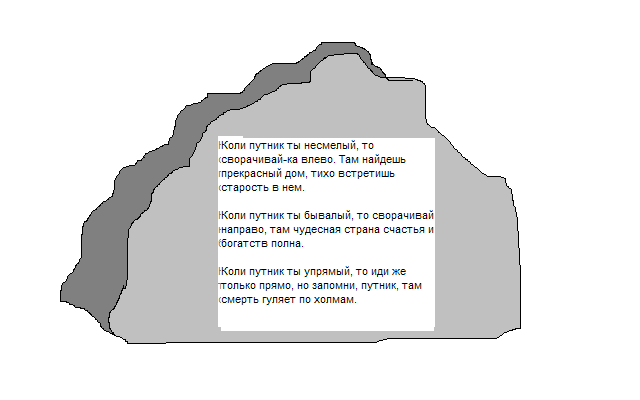 Коли путник ты несмелый, то
сворачивай-ка влево. Там найдешь
прекрасный дом, тихо встретишь
старость в нем.
Коли путник ты бывалый, то сворачивай
направо, там чудесная страна счастья и
богатств полна.
Коли путник ты упрямый, то иди же
только прямо, но запомни, путник, там
смерть гуляет по холмам.